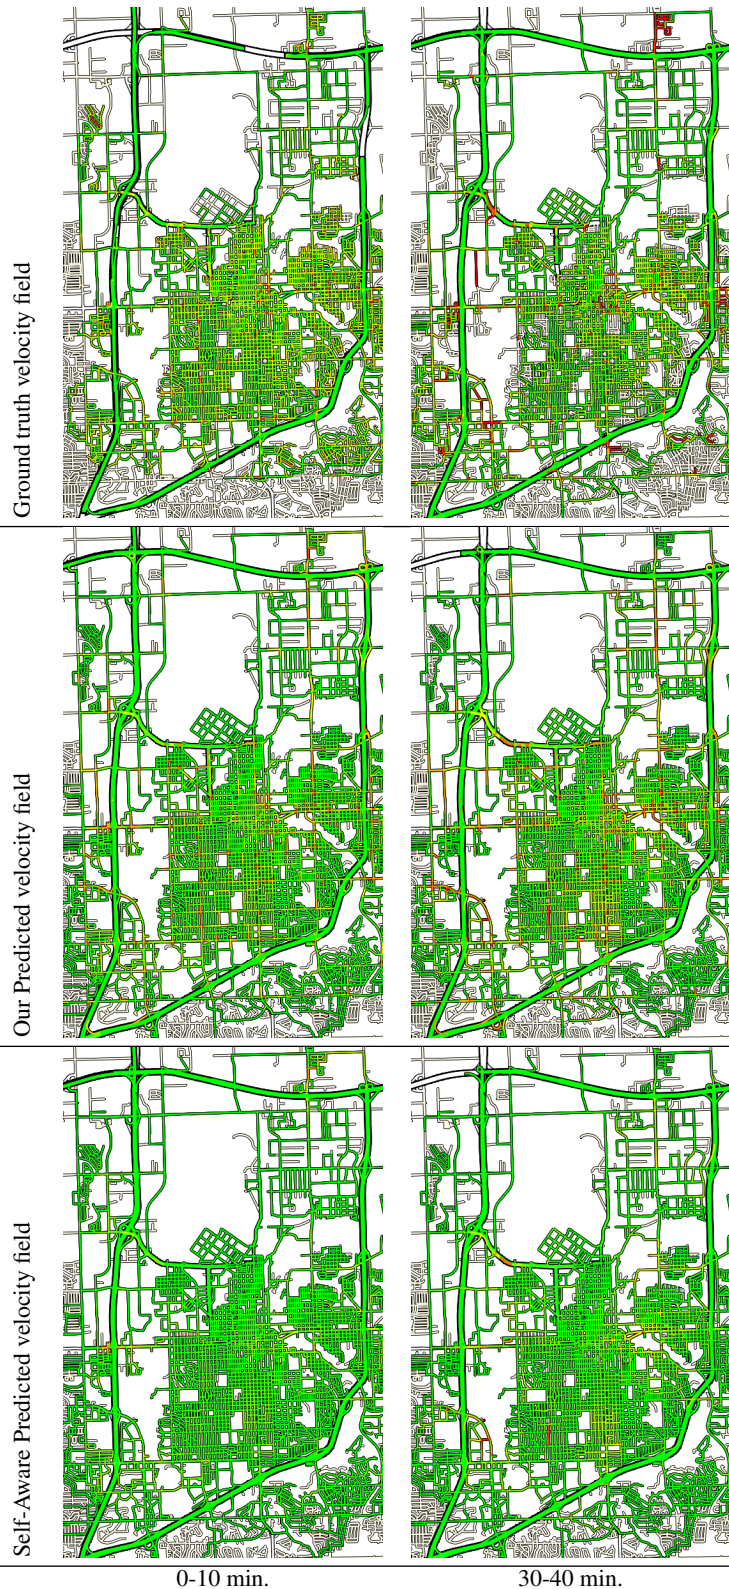 Ground truth velocity field
Our Predicted velocity field
Self-Aware Predicted velocity field
0-10 min.
30-40 min.